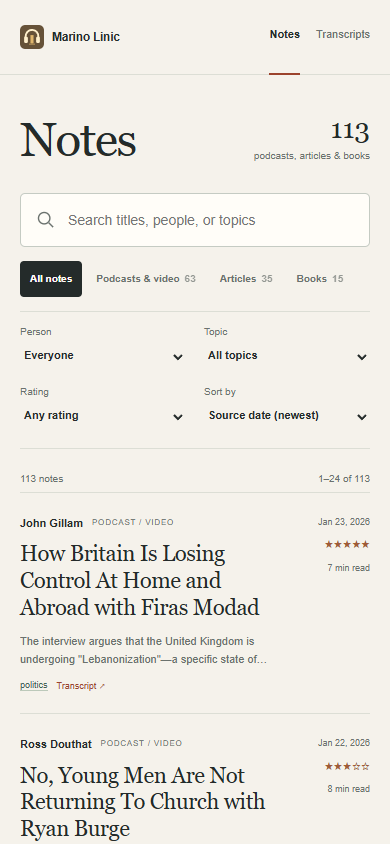 Marino Linic
Notes Transcripts
Notes
113
podcasts, articles & books
Search titles, people, or topics
All notes Podcasts & video 63 Articles 35 Books 15
Person Topic
Everyone All topics
Rating Sort by
Any rating Source date (newest)
113 notes 1–24 of 113
John Gillam PODCAST / VIDEO Jan 23, 2026
★★★★★
7 min read
How Britain Is Losing
Control At Home and
Abroad with Firas Modad
The interview argues that the United Kingdom is
undergoing "Lebanonization"—a specific state of...
politics Transcript ↗
Ross Douthat PODCAST / VIDEO Jan 22, 2026
★★★☆☆
8 min read
No, Young Men Are Not
Returning To Church with
Ryan Burge